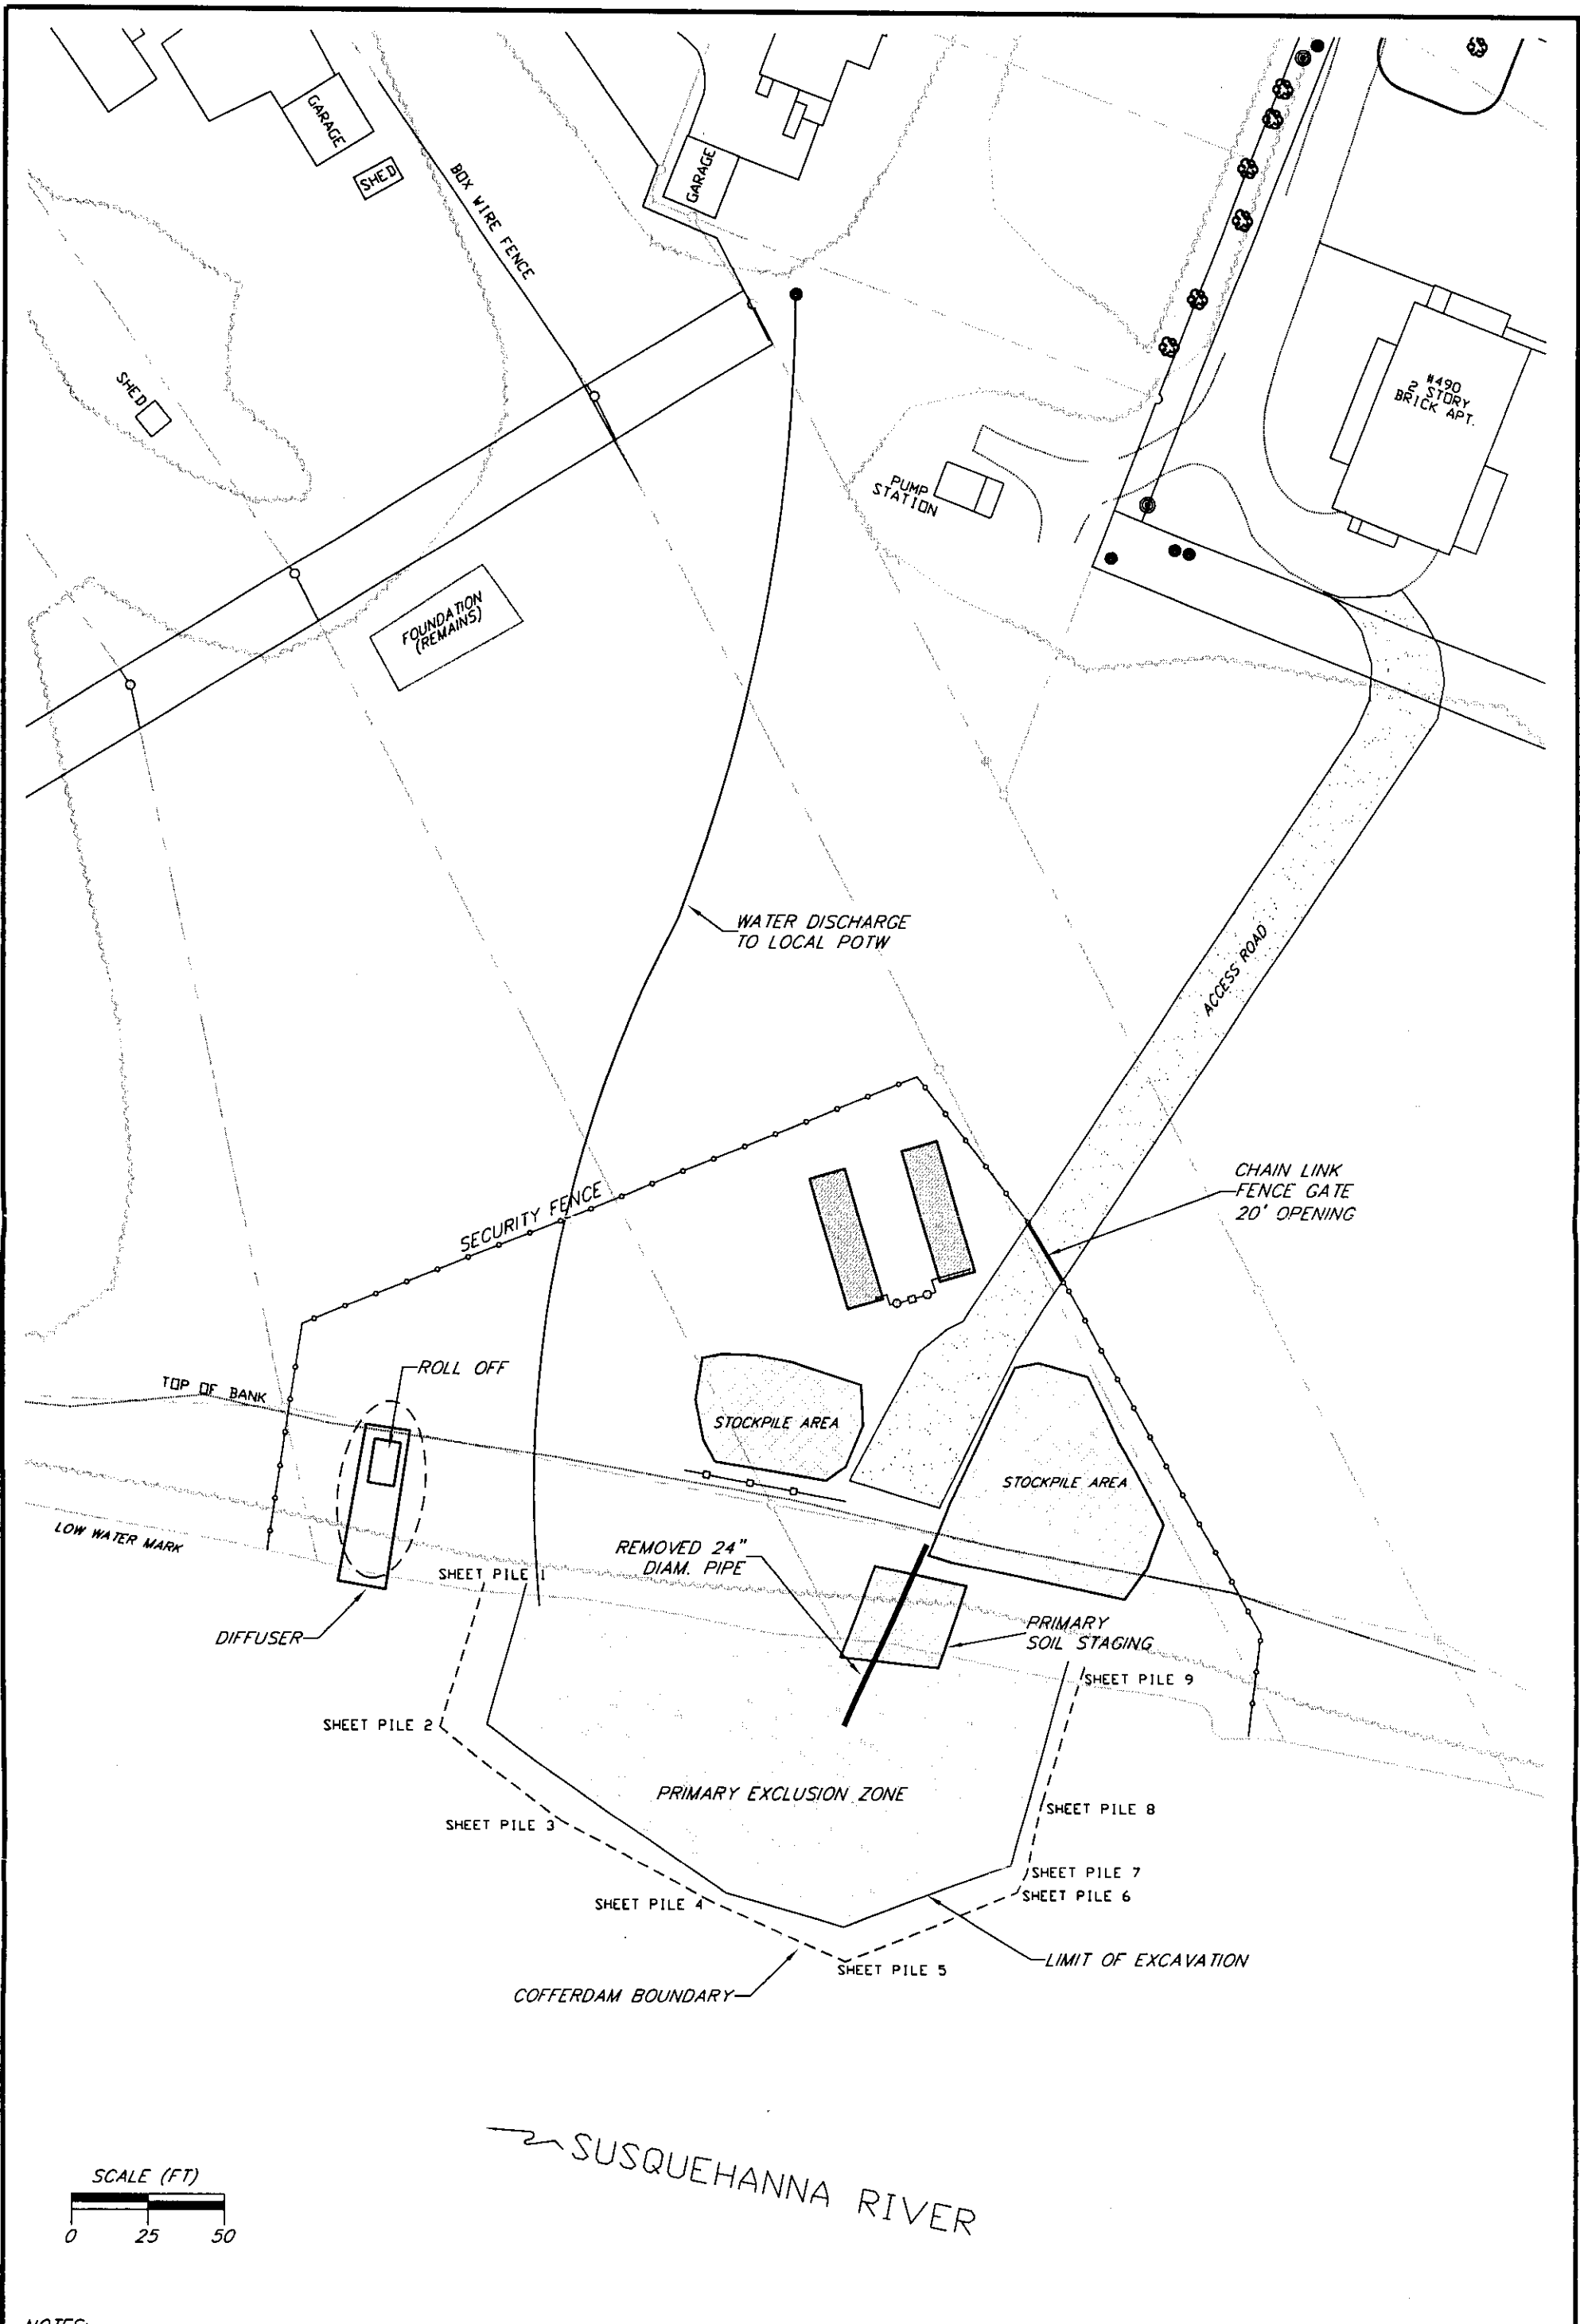 GARAGE
SHED
BOX WIRE FENCE
GARAGE
SHED
#490
2 STORY
BRICK APT.
PUMP
STATION
FOUNDATION
(REMAINS)
WATER DISCHARGE
TO LOCAL POTW
ACCESS ROAD
CHAIN LINK
FENCE GATE
20' OPENING
SECURITY FENCE
ROLL OFF
TOP OF BANK
STOCKPILE AREA
STOCKPILE AREA
LOW WATER MARK
REMOVED 24"
DIAM. PIPE
SHEET PILE 1
DIFFUSER
PRIMARY
SOIL STAGING
SHEET PILE 9
SHEET PILE 2
PRIMARY EXCLUSION ZONE
SHEET PILE 8
SHEET PILE 3
SHEET PILE 7
SHEET PILE 6
SHEET PILE 4
LIMIT OF EXCAVATION
SHEET PILE 5
COFFERDAM BOUNDARY
SUSQUEHANNA RIVER
SCALE (FT)
0 25 50
NOTES: